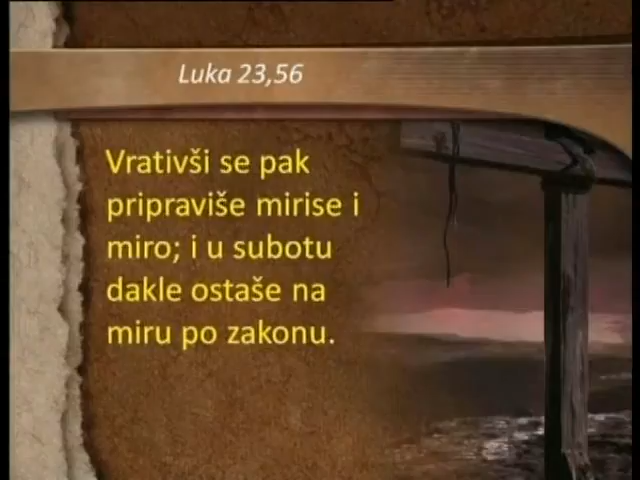 Luka 23,56
Vrativši se pak
pripraviše mirise i
miro; i u subotu
dakle ostaše na
miru po zakonu.